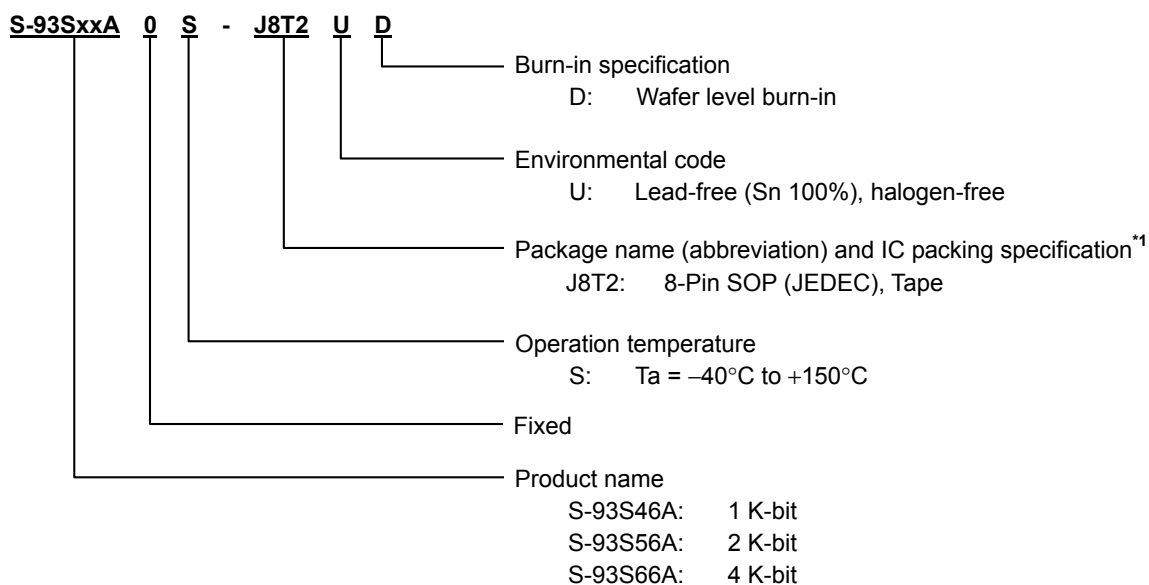 S-93SxxA 0 S - J8T2 U D
Burn-in specification
D: Wafer level burn-in
Environmental code
U: Lead-free (Sn 100%), halogen-free
Package name (abbreviation) and IC packing specification*1
J8T2: 8-Pin SOP (JEDEC), Tape
Operation temperature
S: Ta = −40°C to +150°C
Fixed
Product name
S-93S46A: 1 K-bit
S-93S56A: 2 K-bit
S-93S66A: 4 K-bit